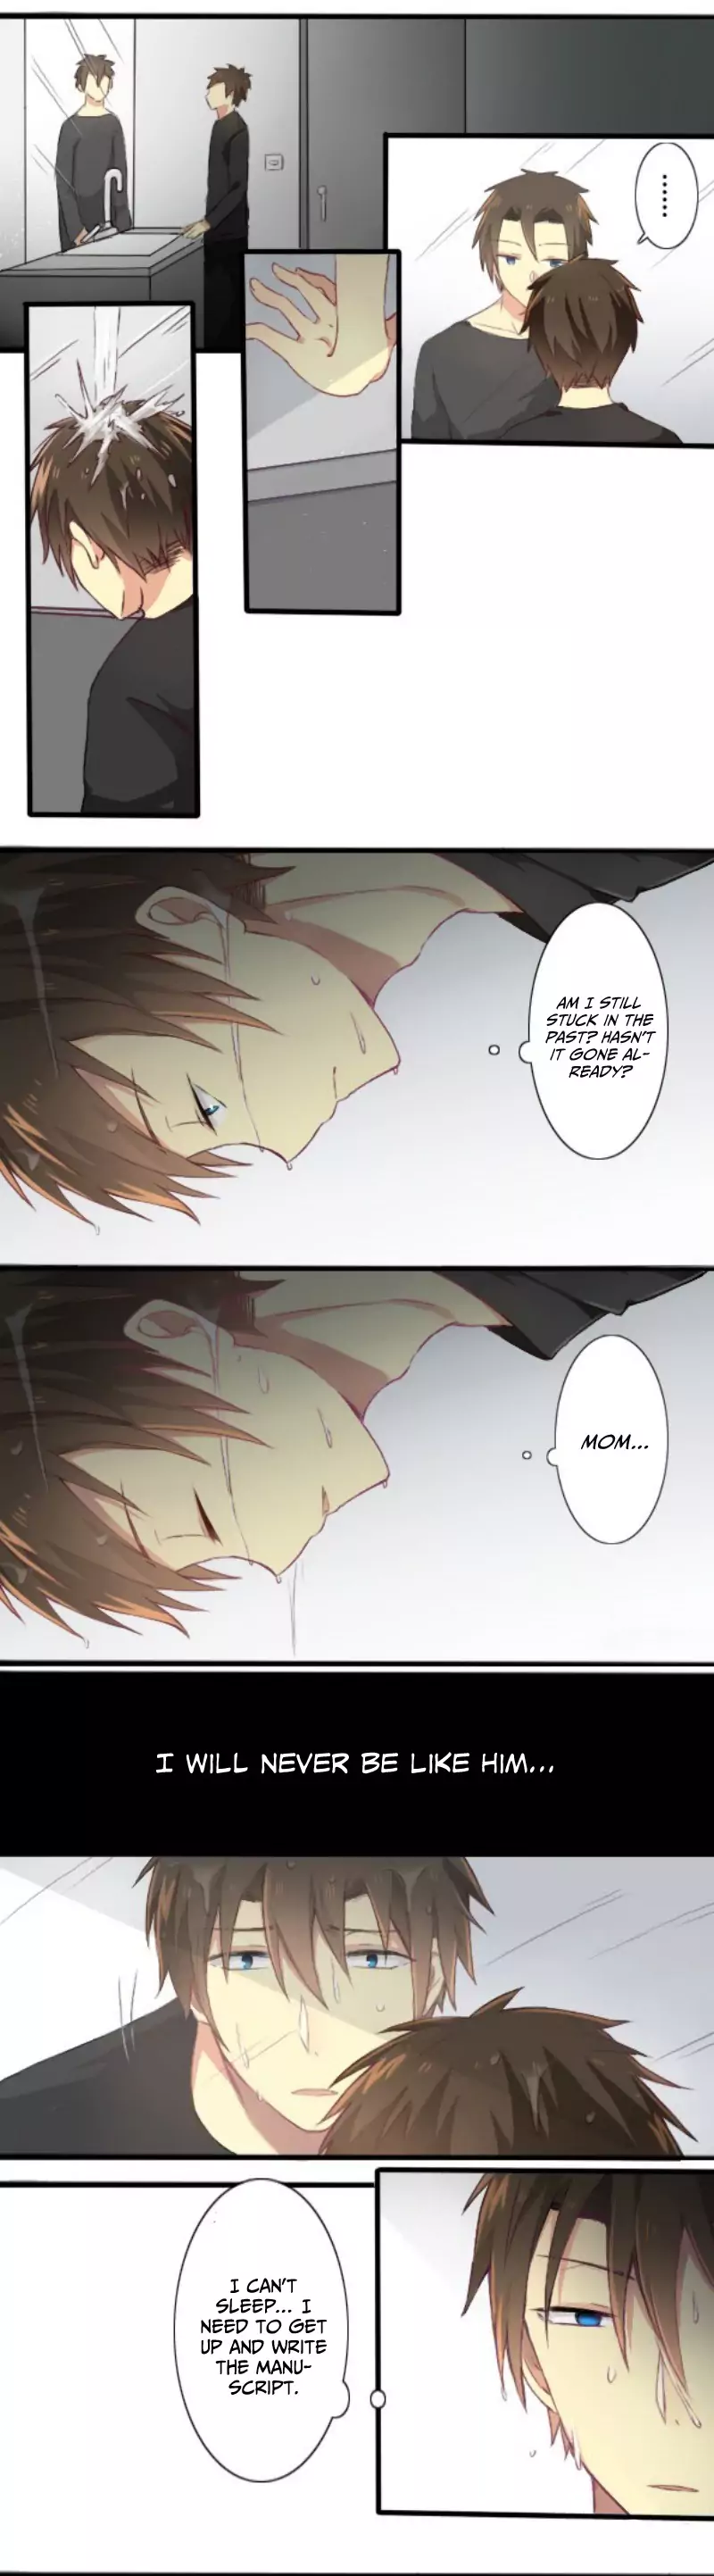 ......
AM I STILL
STUCK IN THE
PAST? HASN'T
IT GONE AL-
READY?
MOM...
I WILL NEVER BE LIKE HIM...
I CAN'T
SLEEP... I
NEED TO GET
UP AND WRITE
THE MANU-
SCRIPT.